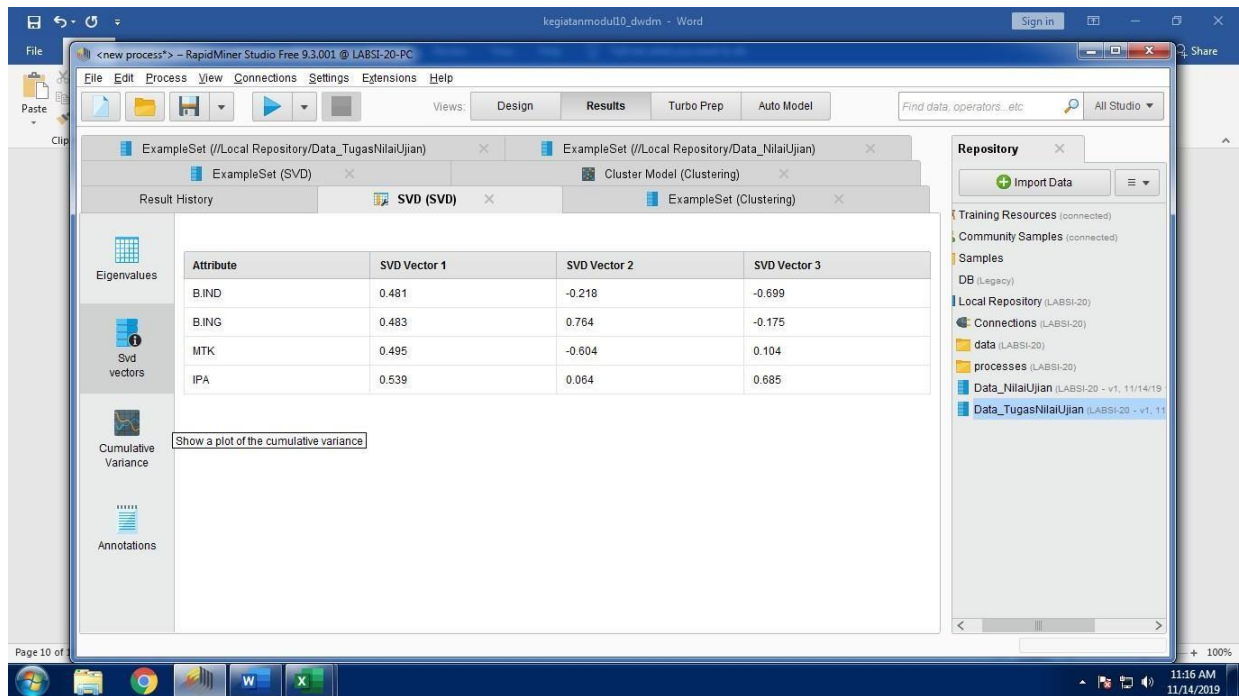 kegiatanmodul10_dwdm - Word
Sign in
File
Share
<new process*> – RapidMiner Studio Free 9.3.001 @ LABSI-20-PC
File Edit Process View Connections Settings Extensions Help
Paste
Clip
Views: Design Results Turbo Prep Auto Model
Find data, operators...etc
All Studio
ExampleSet (//Local Repository/Data_TugasNilaiUjian)
ExampleSet (//Local Repository/Data_NilaiUjian)
ExampleSet (SVD)
Cluster Model (Clustering)
Result History
SVD (SVD)
ExampleSet (Clustering)
Eigenvalues
Svd
vectors
Cumulative
Variance
Annotations
Attribute SVD Vector 1 SVD Vector 2 SVD Vector 3
B.IND 0.481 -0.218 -0.699
B.ING 0.483 0.764 -0.175
MTK 0.495 -0.604 0.104
IPA 0.539 0.064 0.685
Show a plot of the cumulative variance
Repository
Import Data
Training Resources (connected)
Community Samples (connected)
Samples
DB (Legacy)
Local Repository (LABSI-20)
Connections (LABSI-20)
data (LABSI-20)
processes (LABSI-20)
Data_NilaiUjian (LABSI-20 - v1, 11/14/19
Data_TugasNilaiUjian (LABSI-20 - v1, 11
Page 10 of
100%
W
X
11:16 AM
11/14/2019